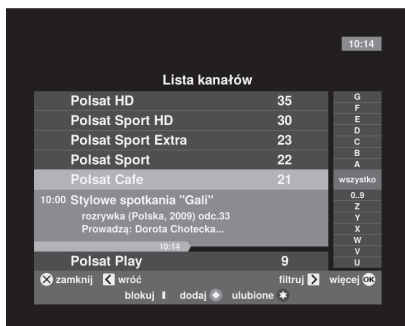 10:14
Lista kanałów
Polsat HD 35
Polsat Sport HD 30
Polsat Sport Extra 23
Polsat Sport 22
Polsat Cafe 21
10:00 Stylowe spotkania "Gali"
rozrywka (Polska, 2009) odc.33
Prowadzą: Dorota Chotecka...
10:14
Polsat Play 9
G
F
E
D
C
B
A
wszystko
0..9
Z
Y
X
W
V
U
zamknij wróć filtruj więcej OK
blokuj dodaj ulubione